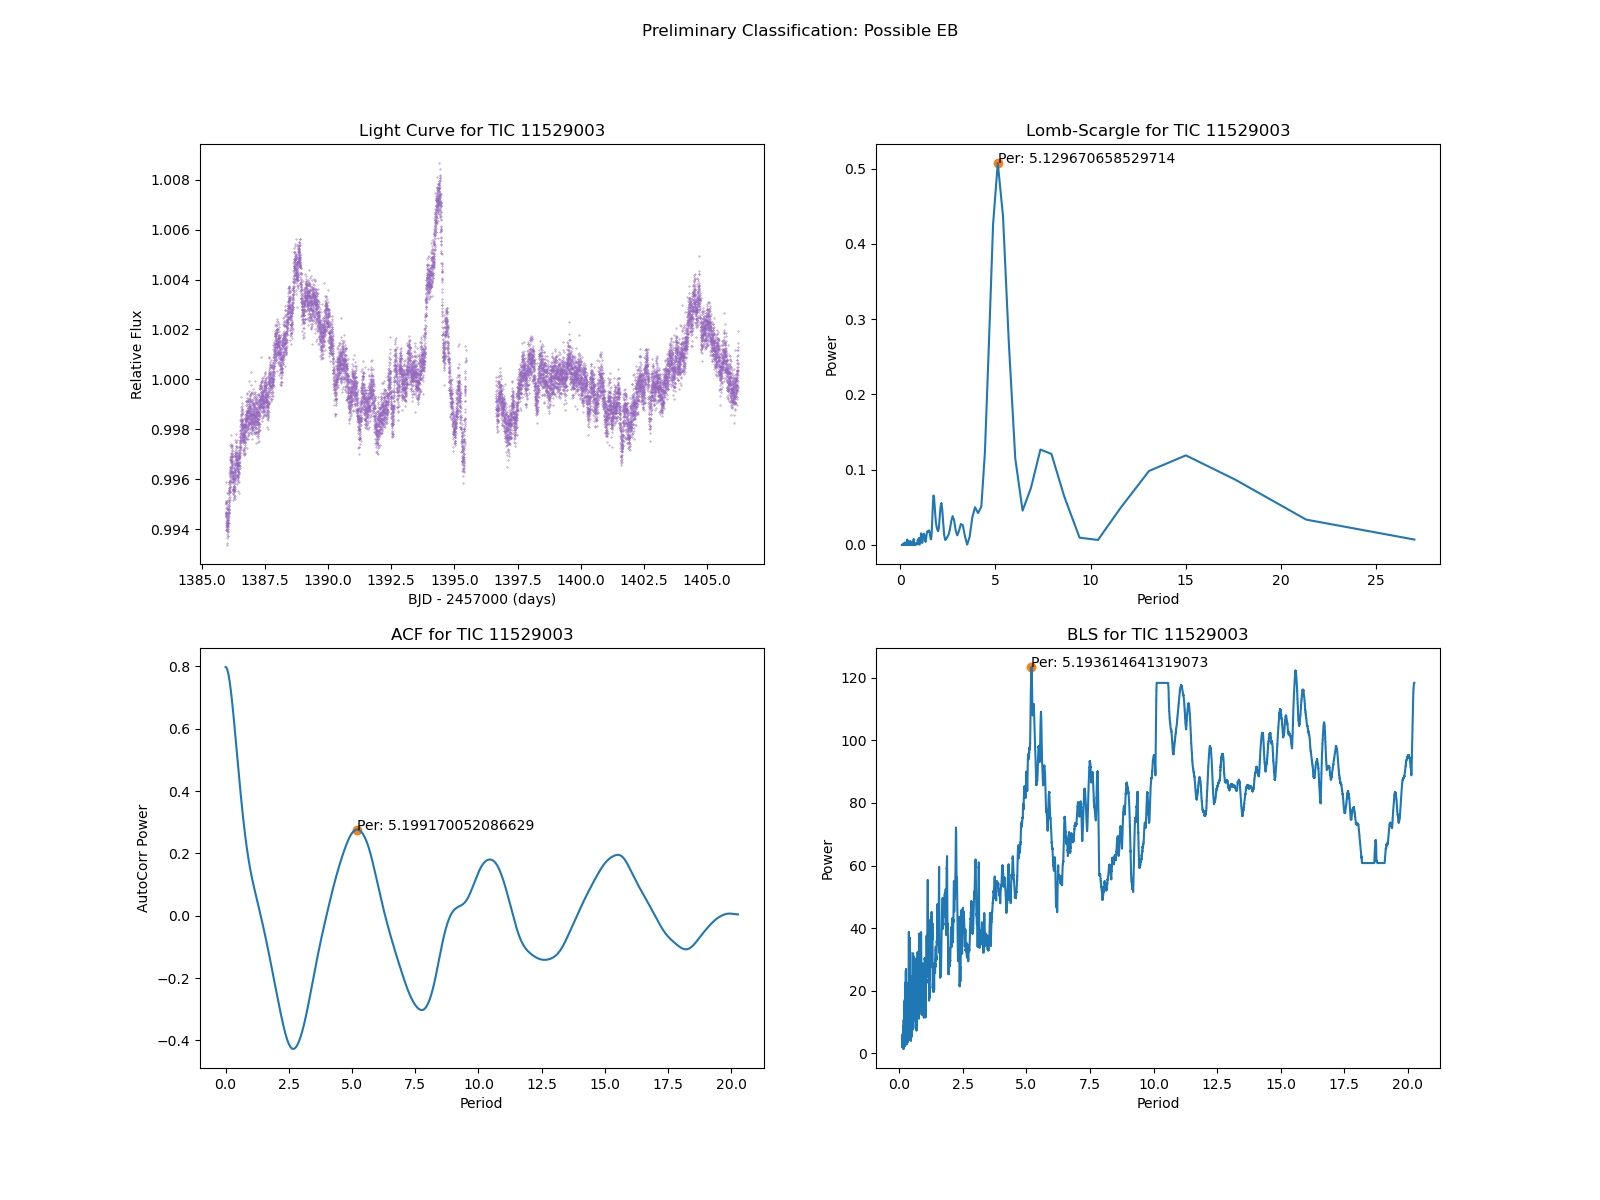 Preliminary Classification: Possible EB
Light Curve for TIC 11529003
Relative Flux
1.008
1.006
1.004
1.002
1.000
0.998
0.996
0.994
1385.0 1387.5 1390.0 1392.5 1395.0 1397.5 1400.0 1402.5 1405.0
BJD - 2457000 (days)
Lomb-Scargle for TIC 11529003
Per: 5.129670658529714
Power
0.5
0.4
0.3
0.2
0.1
0.0
0 5 10 15 20 25
Period
ACF for TIC 11529003
Per: 5.199170052086629
AutoCorr Power
0.8
0.6
0.4
0.2
0.0
−0.2
−0.4
0.0 2.5 5.0 7.5 10.0 12.5 15.0 17.5 20.0
Period
BLS for TIC 11529003
Per: 5.193614641319073
Power
120
100
80
60
40
20
0
0.0 2.5 5.0 7.5 10.0 12.5 15.0 17.5 20.0
Period